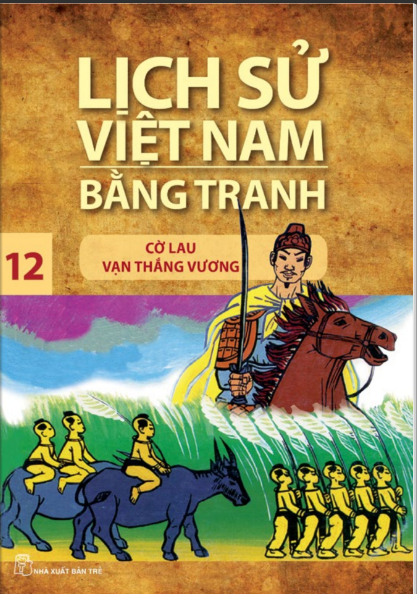 LỊCH SỬ
VIỆT NAM
BẰNG TRANH
12
CỜ LAU
VẠN THẮNG VƯƠNG
NHÀ XUẤT BẢN TRẺ